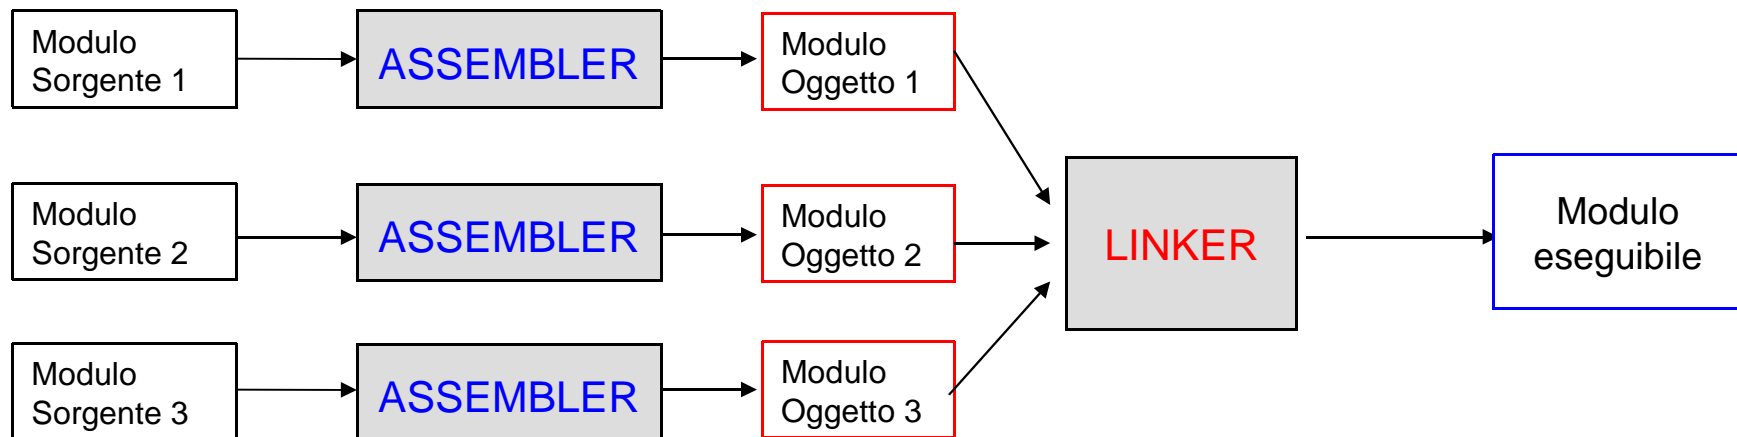 Modulo
Sorgente 1
ASSEMBLER
Modulo
Oggetto 1
Modulo
Sorgente 2
ASSEMBLER
Modulo
Oggetto 2
LINKER
Modulo
eseguibile
Modulo
Sorgente 3
ASSEMBLER
Modulo
Oggetto 3